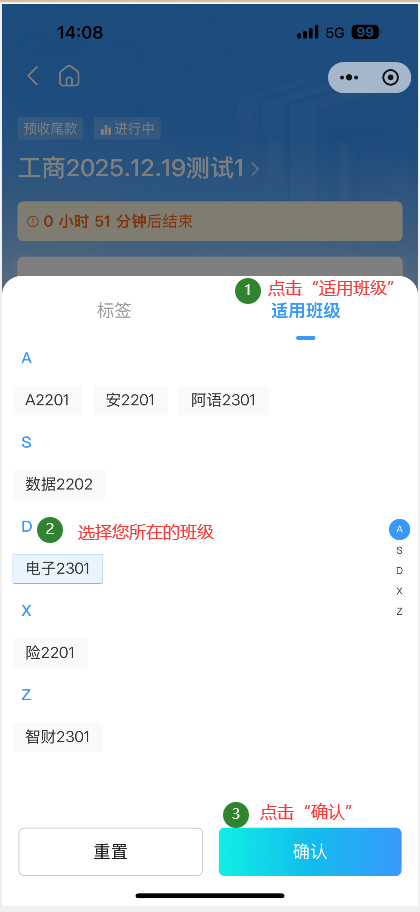 14:08
5G 99
预收尾款 进行中
工商2025.12.19测试1
0 小时 51 分钟后结束
1 点击“适用班级”
标签 适用班级
A
A2201 安2201 阿语2301
S
数据2202
D 2 选择您所在的班级
电子2301
X
险2201
Z
智财2301
A
S
D
X
Z
3 点击“确认”
重置 确认